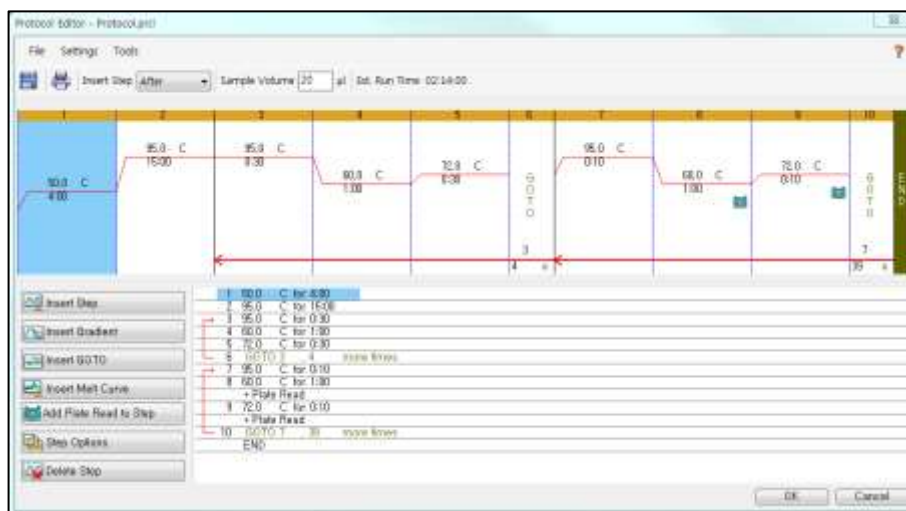 Protocol Editor - Protocol.prcl
File Settings Tools
?
Insert Step After Sample Volume 20 µl Est. Run Time 02:14:00
1 2 3 4 5 6 7 8 9 10
95.0 C 95.0 C 95.0 C
15:00 0:30 0:10
60.0 C 72.0 C 60.0 C 72.0 C
1:00 0:30 1:00 0:10
4:00
GOTO
GOTO
END
3 7
4 x 39 x
Insert Step
Insert Gradient
Insert GOTO
Insert Melt Curve
Add Plate Read to Step
Step Options
Delete Step
1 C for 4:00
2 95.0 C for 15:00
3 95.0 C for 0:30
4 60.0 C for 1:00
5 72.0 C for 0:30
6 GOTO 3 , 4 more times
7 95.0 C for 0:10
8 60.0 C for 1:00
+ Plate Read
9 72.0 C for 0:10
+ Plate Read
10 GOTO 7 , 39 more times
END
OK Cancel